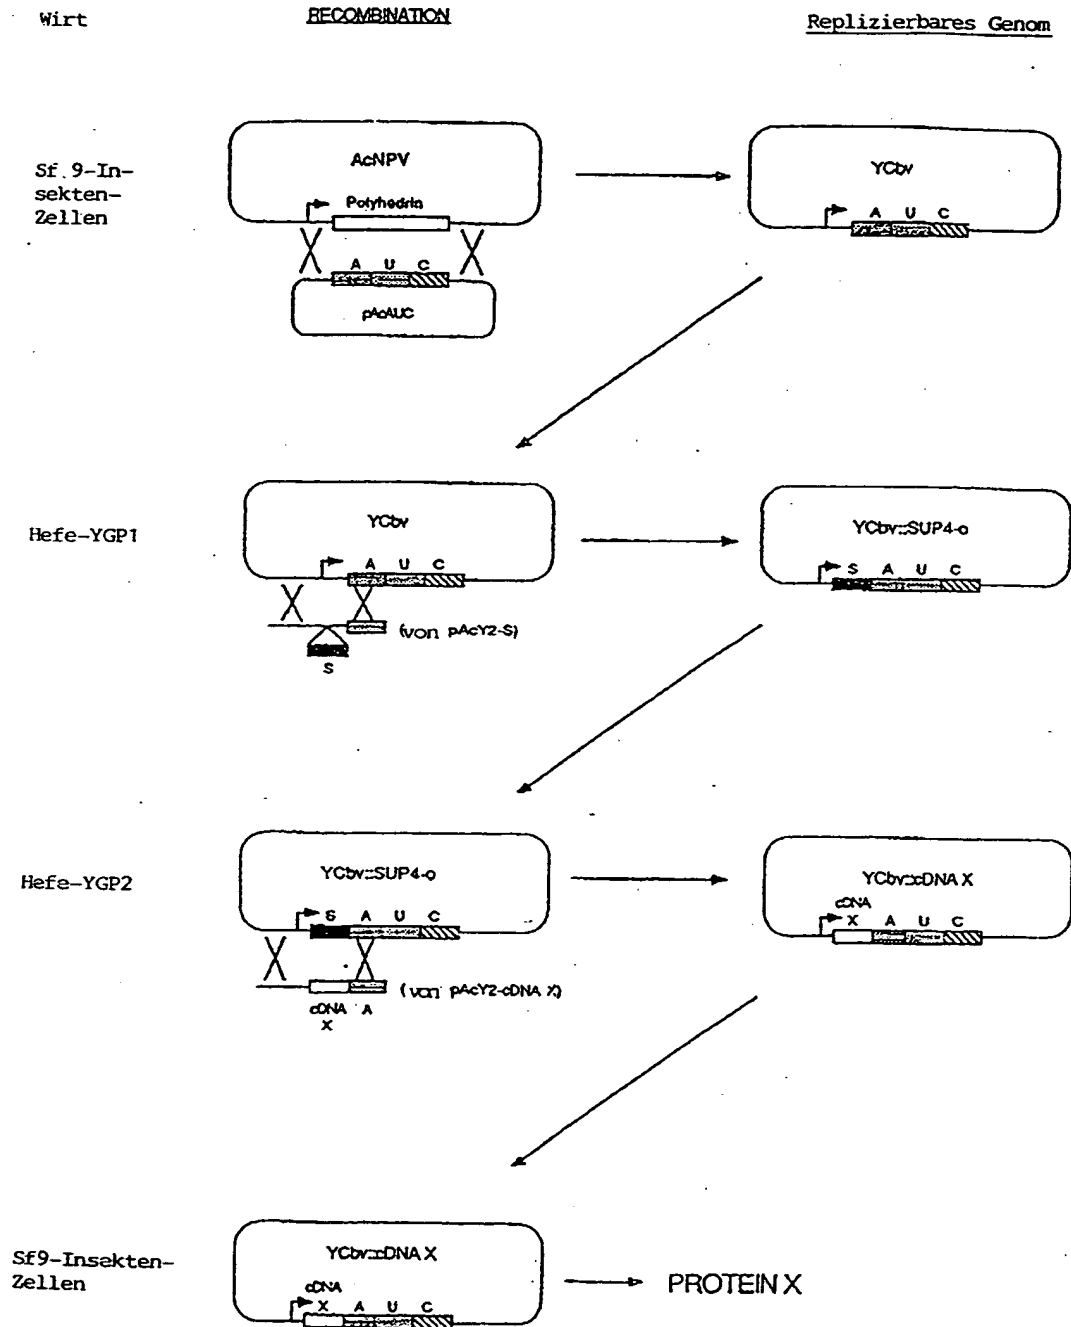 Wirt RECOMBINATION Replizierbares Genom
Sf.9-In-
sekten-
Zellen
AcNPV
Polyhedrin
A U C
pAcAUC
YCbv
A U C
Hefe-YGP1
YCbv
A U C
(von pAcY2-S)
S
YCbv::SUP4-o
S A U C
Hefe-YGP2
YCbv::SUP4-o
S A U C
(von pAcY2-cDNA X)
cDNA A
X
YCbv::cDNA X
cDNA
X A U C
Sf9-Insekten-
Zellen
YCbv::cDNA X
cDNA
X A U C
PROTEIN X